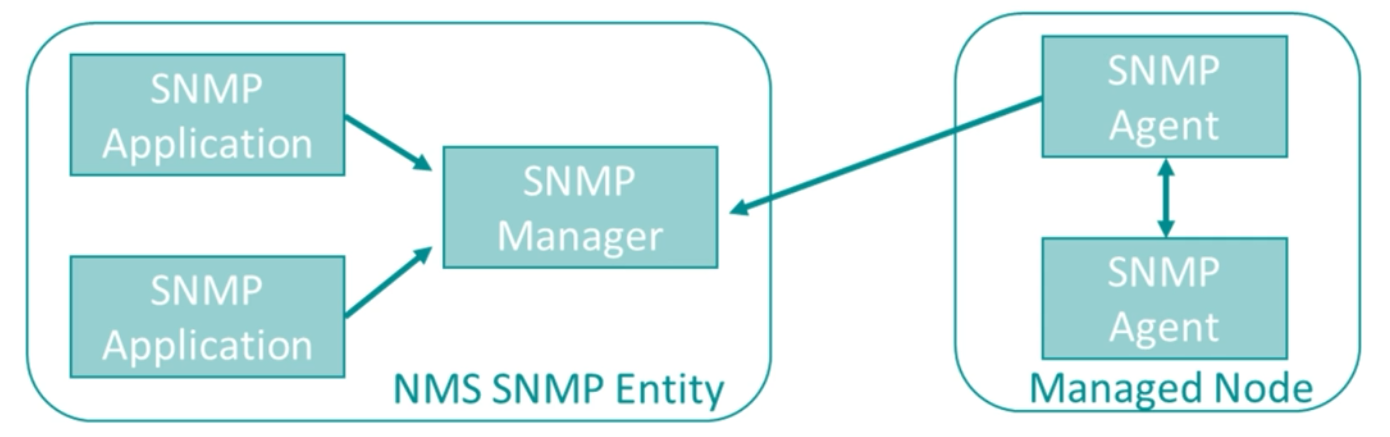 SNMP
Application
SNMP
Application
SNMP
Manager
NMS SNMP Entity
SNMP
Agent
SNMP
Agent
Managed Node